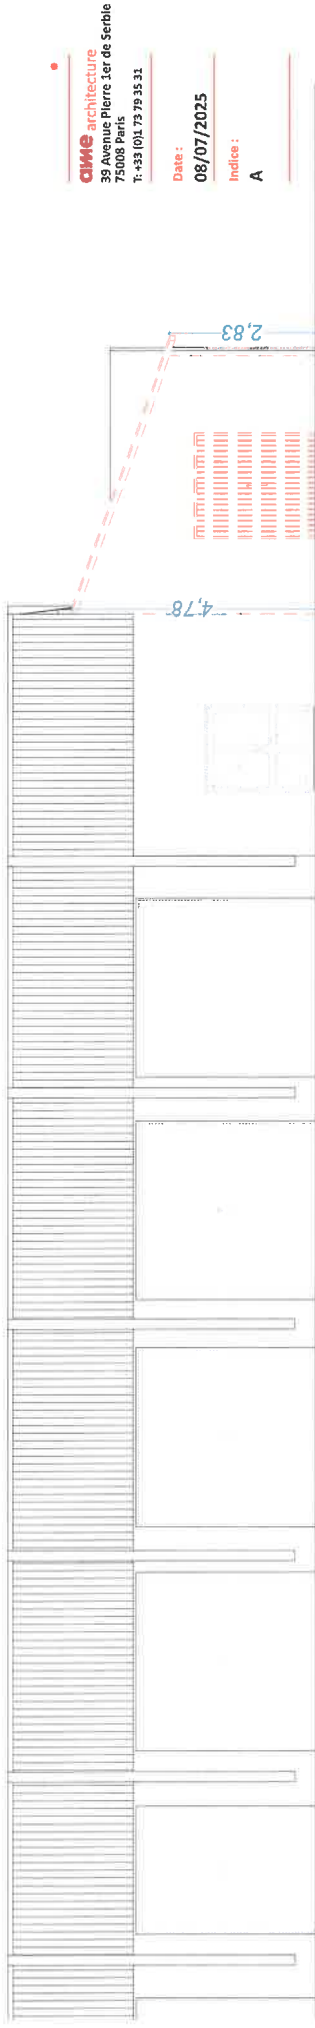 ame architecture
39 Avenue Pierre 1er de Serbie
75008 Paris
T: +33 (0)1 73 79 35 31
Date :
08/07/2025
Indice :
A
2,83
4,78